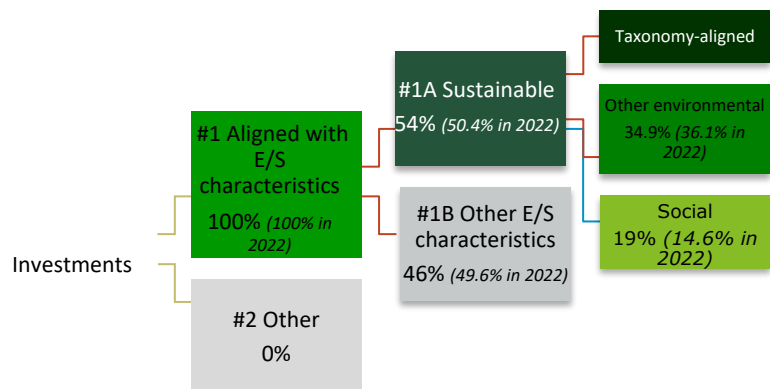 Investments
#1 Aligned with
E/S
characteristics
100% (100% in
2022)
#2 Other
0%
#1A Sustainable
54% (50.4% in 2022)
#1B Other E/S
characteristics
46% (49.6% in 2022)
Taxonomy-aligned
Other environmental
34.9% (36.1% in
2022)
Social
19% (14.6% in
2022)